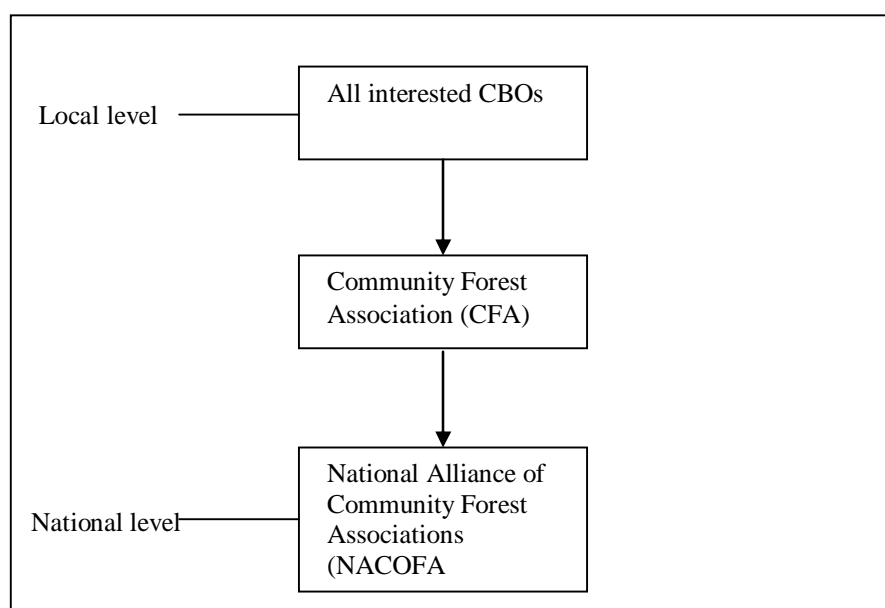 All interested CBOs
Local level
Community Forest
Association (CFA)
National Alliance of
Community Forest
Associations
(NACOFA
National level